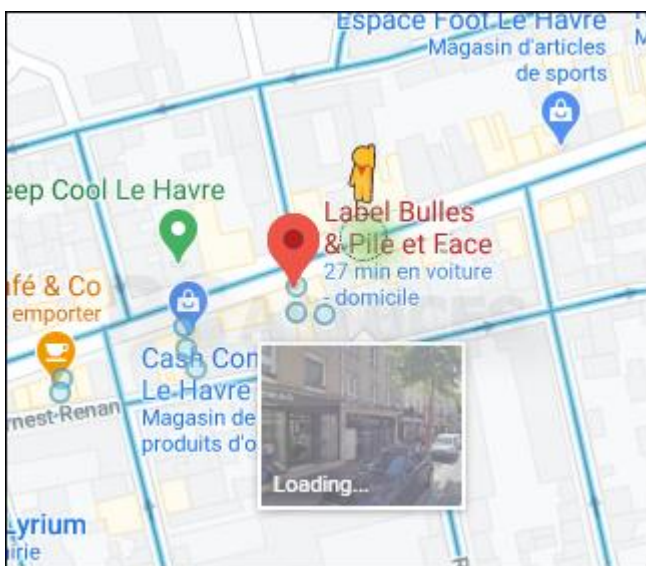 Espace Foot Le Havre
Magasin d'articles
de sports
eep Cool Le Havre
Label Bulles
& Pile et Face
27 min en voiture
- domicile
afé & Co
emporter
Cash Con
Le Havre
Magasin de
produits d'o
rnest-Renan
Loading...
Lyrium
irie